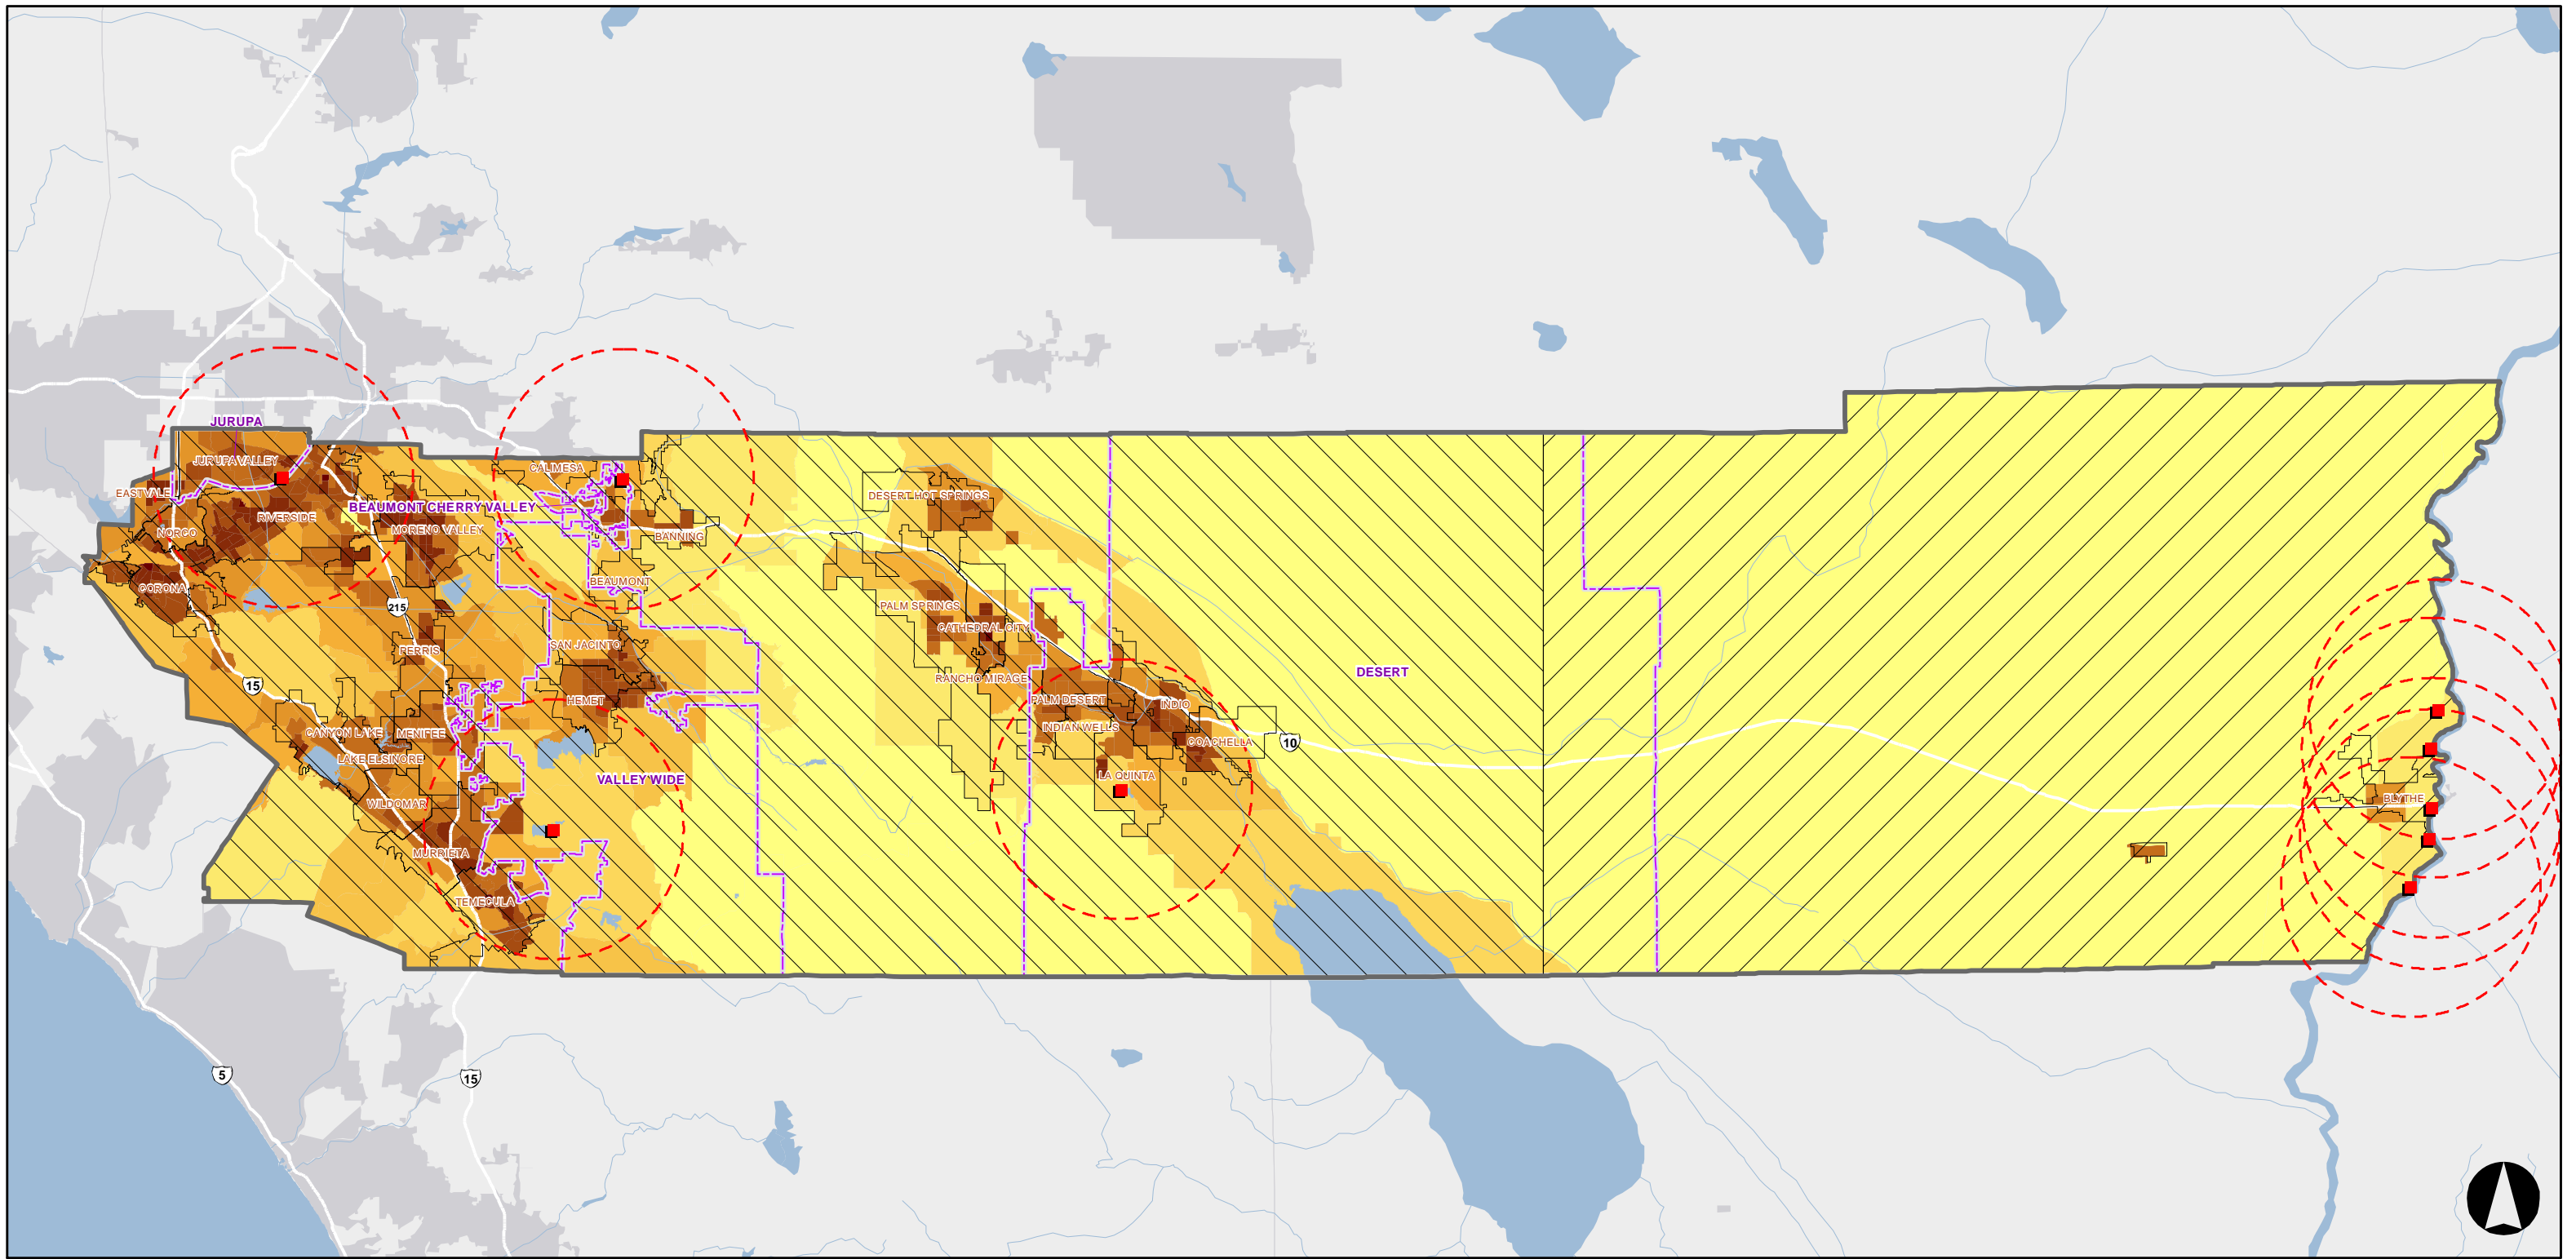 JURUPA
JURUPA VALLEY
EASTVALE
RIVERSIDE
NORCO
CORONA
BEAUMONT CHERRY VALLEY
MORENO VALLEY
CALIMESA
BANNING
BEAUMONT
215
PERRIS
SAN JACINTO
HEMET
15
CANYON LAKE
MENIFEE
LAKE ELSINORE
VALLEY WIDE
WILDOMAR
MURRIETA
TEMECULA
DESERT HOT SPRINGS
PALM SPRINGS
CATHEDRAL CITY
RANCHO MIRAGE
PALM DESERT
INDIAN WELLS
INDIO
COACHELLA
LA QUINTA
10
DESERT
BLYTHE
5
15